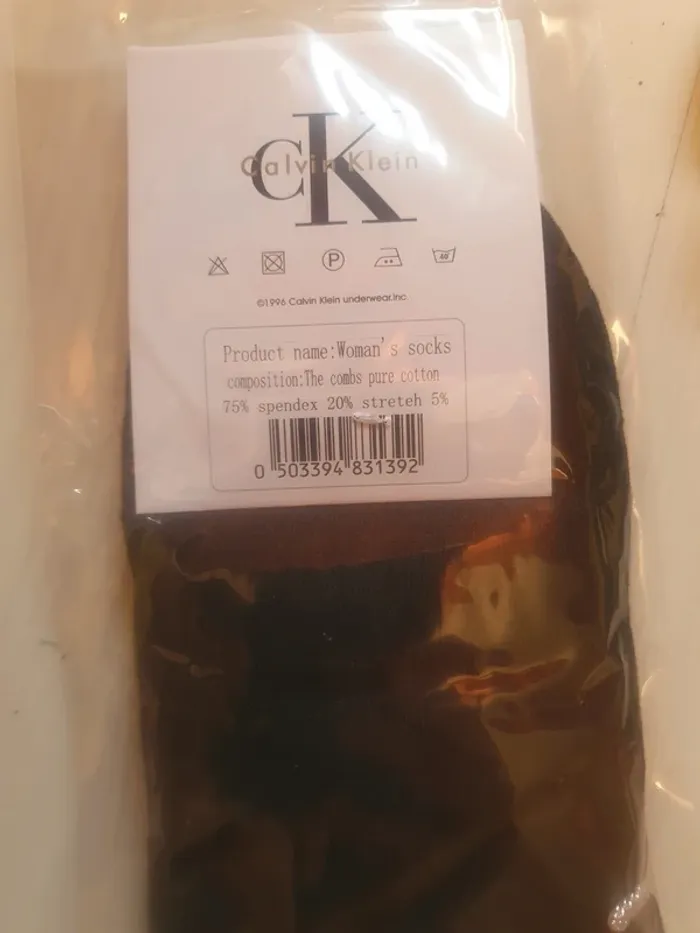 CK
Calvin Klein
P 40
©1996 Calvin Klein underwear.inc
Product name:Woman's socks
composition:The combs pure cotton
75% spendex 20% streteh 5%
0 503394 831392